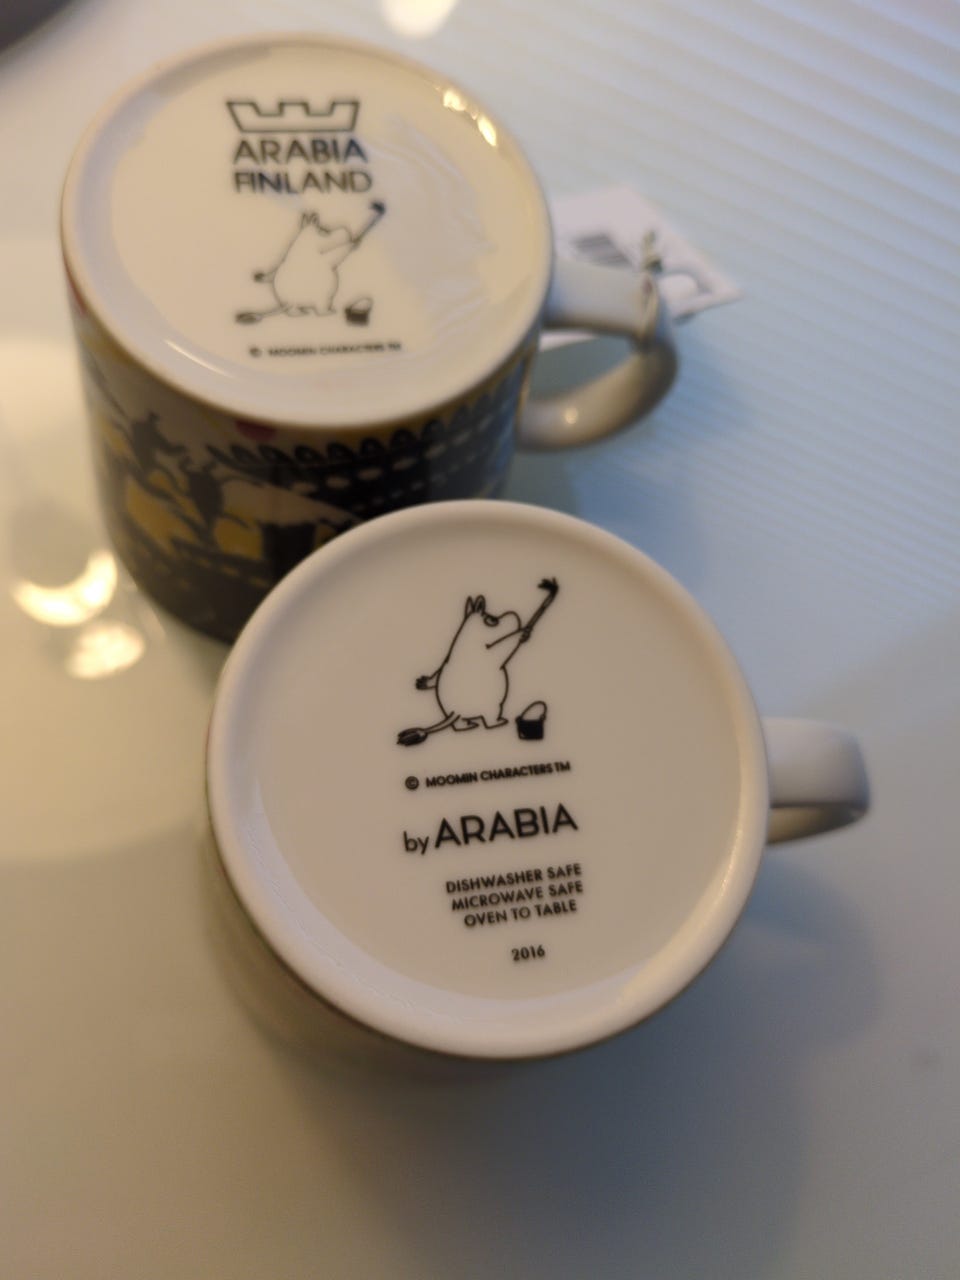 ARABIA
FINLAND
© MOOMIN CHARACTERS TM
© MOOMIN CHARACTERS TM
by ARABIA
DISHWASHER SAFE
MICROWAVE SAFE
OVEN TO TABLE
2016